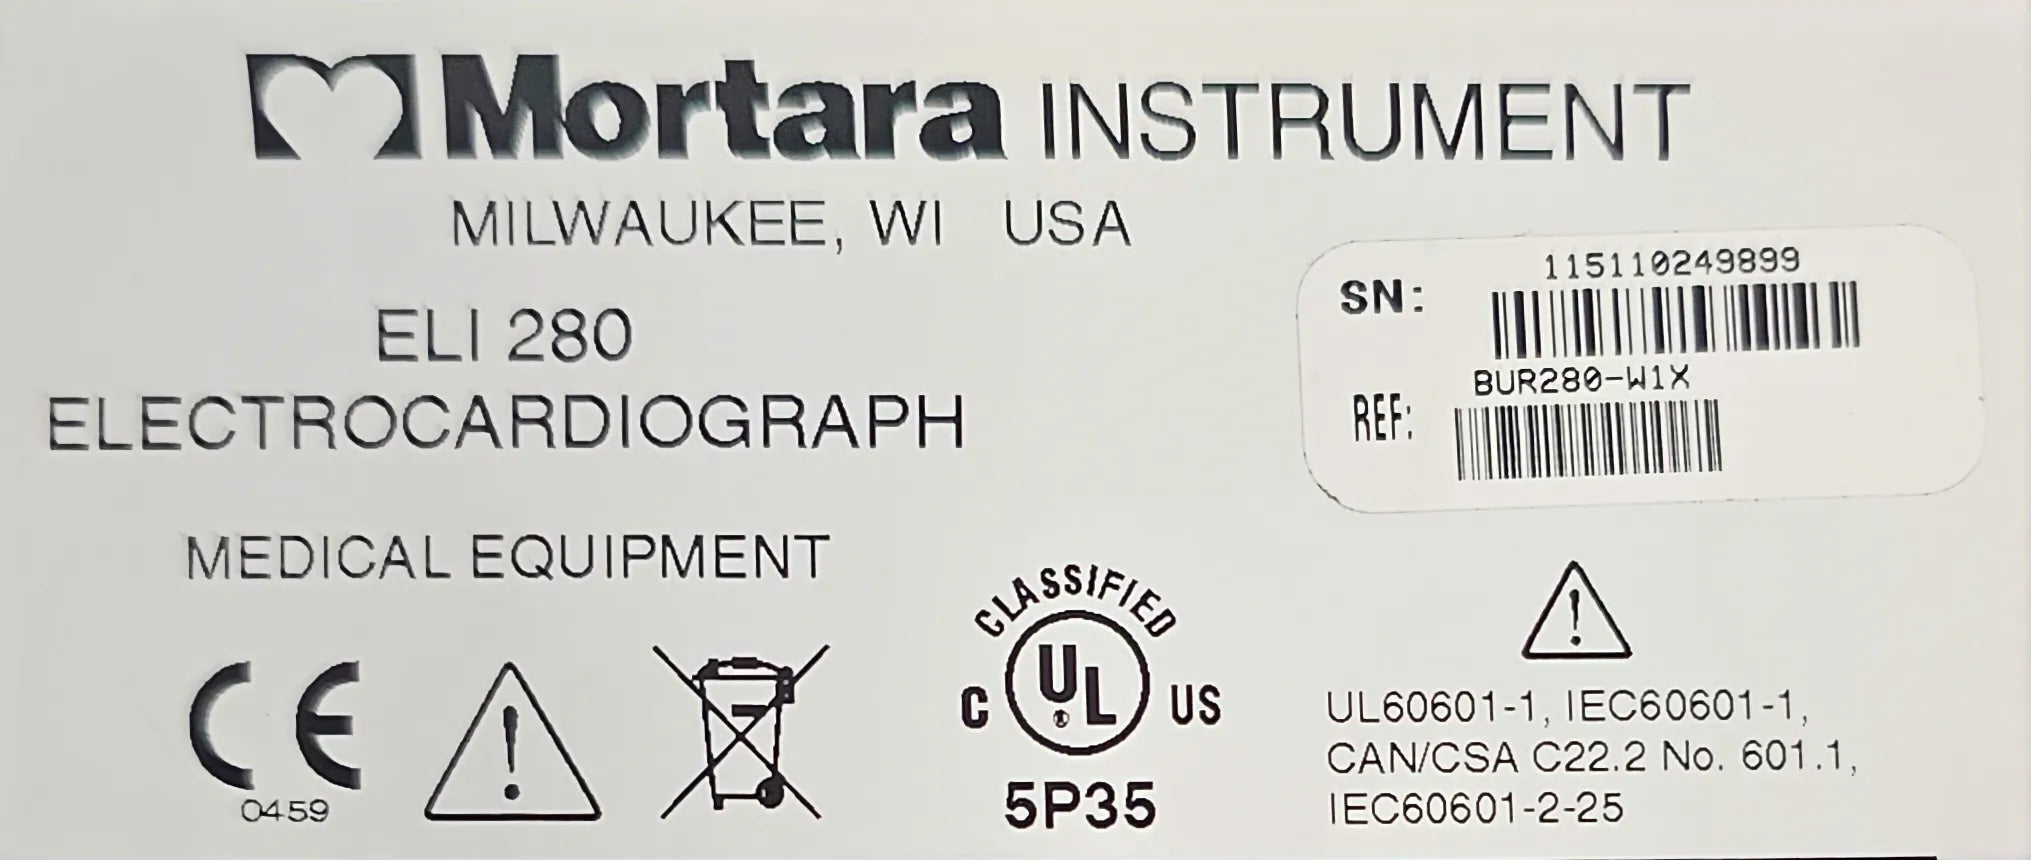 Mortara INSTRUMENT
MILWAUKEE, WI USA
ELI 280
ELECTROCARDIOGRAPH
MEDICAL EQUIPMENT
SN: 115110249899
REF: BUR280-W1X
CE
0459
CLASSIFIED
C UL ® US
5P35
UL60601-1, IEC60601-1,
CAN/CSA C22.2 No. 601.1,
IEC60601-2-25